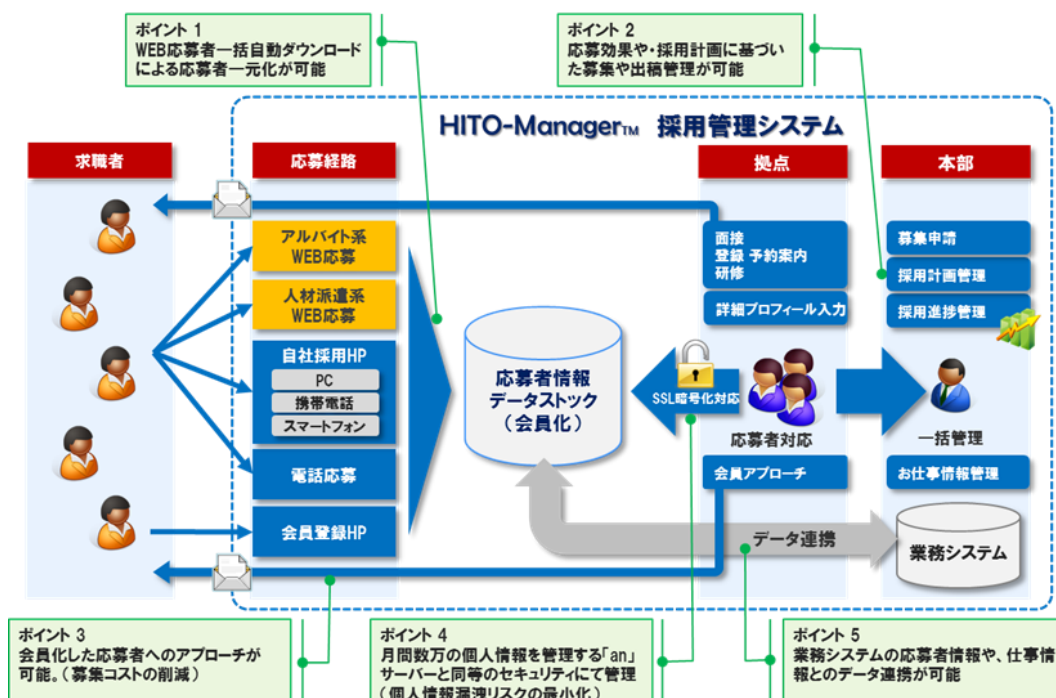 ポイント 1
WEB応募者一括自動ダウンロード
による応募者一元化が可能
ポイント 2
応募効果や・採用計画に基づい
た募集や出稿管理が可能
HITO-Manager™ 採用管理システム
求職者
応募経路
拠点
本部
アルバイト系
WEB応募
人材派遣系
WEB応募
自社採用HP
PC
携帯電話
スマートフォン
電話応募
会員登録HP
応募者情報
データストック
（会員化）
面接
登録 予約案内
研修
詳細プロフィール入力
SSL暗号化対応
応募者対応
会員アプローチ
募集申請
採用計画管理
採用進捗管理
一括管理
お仕事情報管理
データ連携
業務システム
ポイント 3
会員化した応募者へのアプローチが
可能。（募集コストの削減）
ポイント 4
月間数万の個人情報を管理する「an」
サーバーと同等のセキュリティにて管理
（個人情報漏洩リスクの最小化）
ポイント 5
業務システムの応募者情報や、仕事情
報とのデータ連携が可能